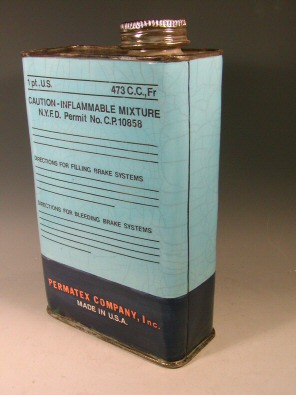 1 pt., U.S. 473 C.C., Fr
CAUTION-INFLAMMABLE MIXTURE
N.Y.F.D. Permit No. C.P. 10858
DIRECTIONS FOR FILLING BRAKE SYSTEMS
DIRECTIONS FOR BLEEDING BRAKE SYSTEMS
PERMATEX COMPANY, Inc.
MADE IN U.S.A.